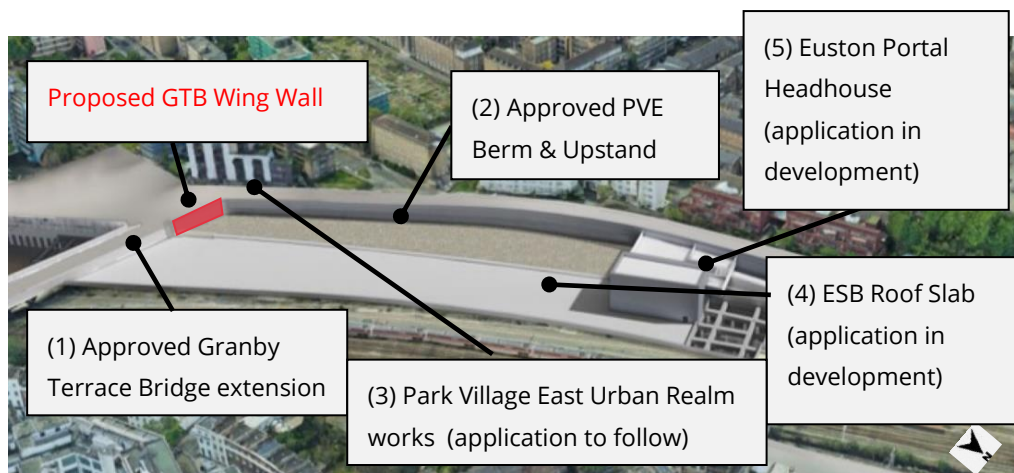 Proposed GTB Wing Wall
(2) Approved PVE
Berm & Upstand
(5) Euston Portal
Headhouse
(application in
development)
(1) Approved Granby
Terrace Bridge extension
(3) Park Village East Urban Realm
works (application to follow)
(4) ESB Roof Slab
(application in
development)
N